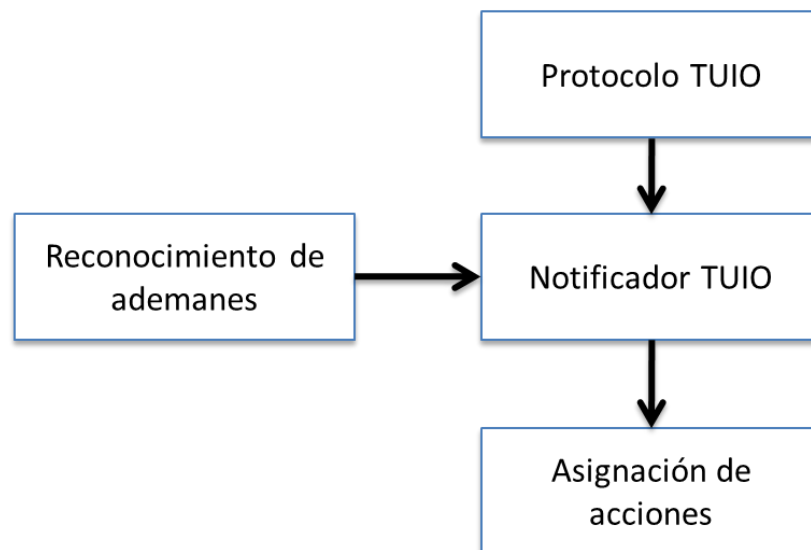 Protocolo TUIO
Reconocimiento de
ademanes
Notificador TUIO
Asignación de
acciones